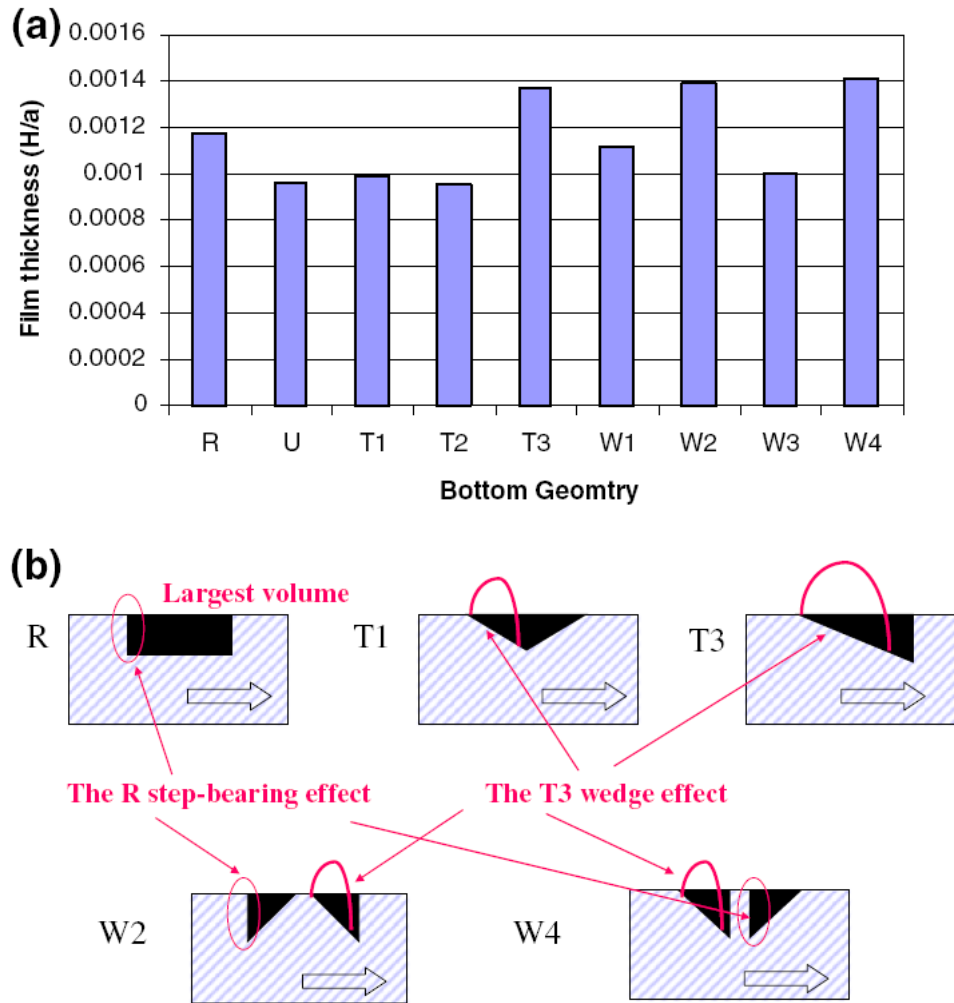 (a)
0.0016
0.0014
0.0012
0.001
0.0008
0.0006
0.0004
0.0002
0
Film thickness (H/a)
R U T1 T2 T3 W1 W2 W3 W4
Bottom Geomtry
(b)
Largest volume
R T1 T3
The R step-bearing effect The T3 wedge effect
W2 W4